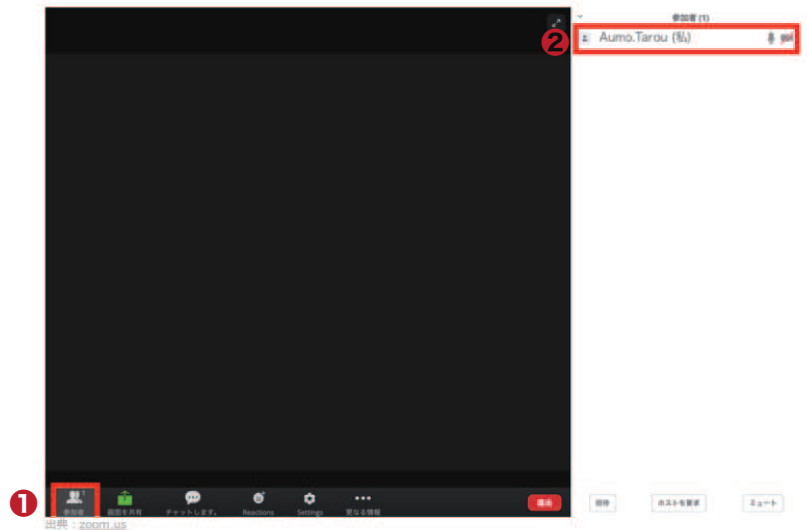 参加者 (1)
❷
Aumo.Tarou (私)
❶
参加者
画面を共有
チャットします。
Reactions
Settings
更なる情報
退出
招待
ホストを要求
ミュート
出典：zoom.us